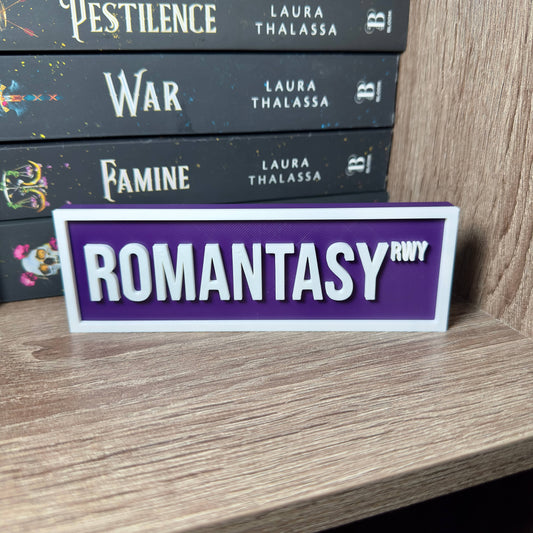 PESTILENCE LAURA THALASSA B
WAR LAURA THALASSA B
FAMINE LAURA THALASSA B
ROMANTASY RWY